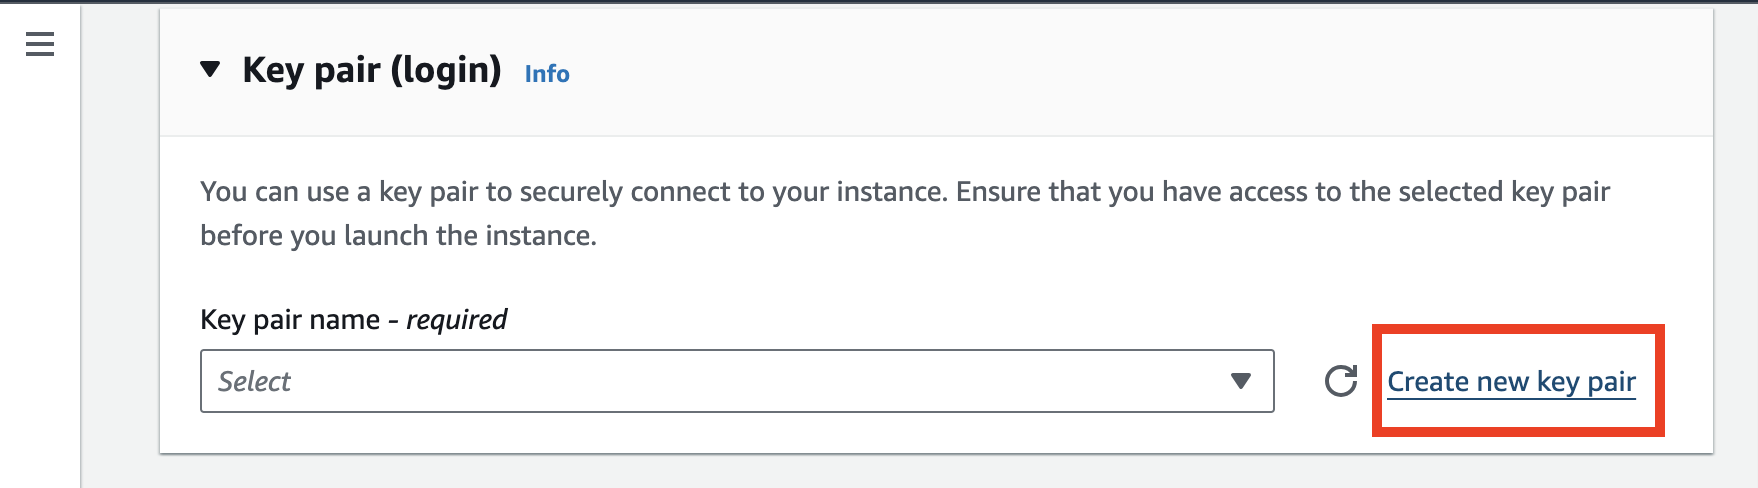 Key pair (login) Info
You can use a key pair to securely connect to your instance. Ensure that you have access to the selected key pair
before you launch the instance.
Key pair name - required
Select
Create new key pair